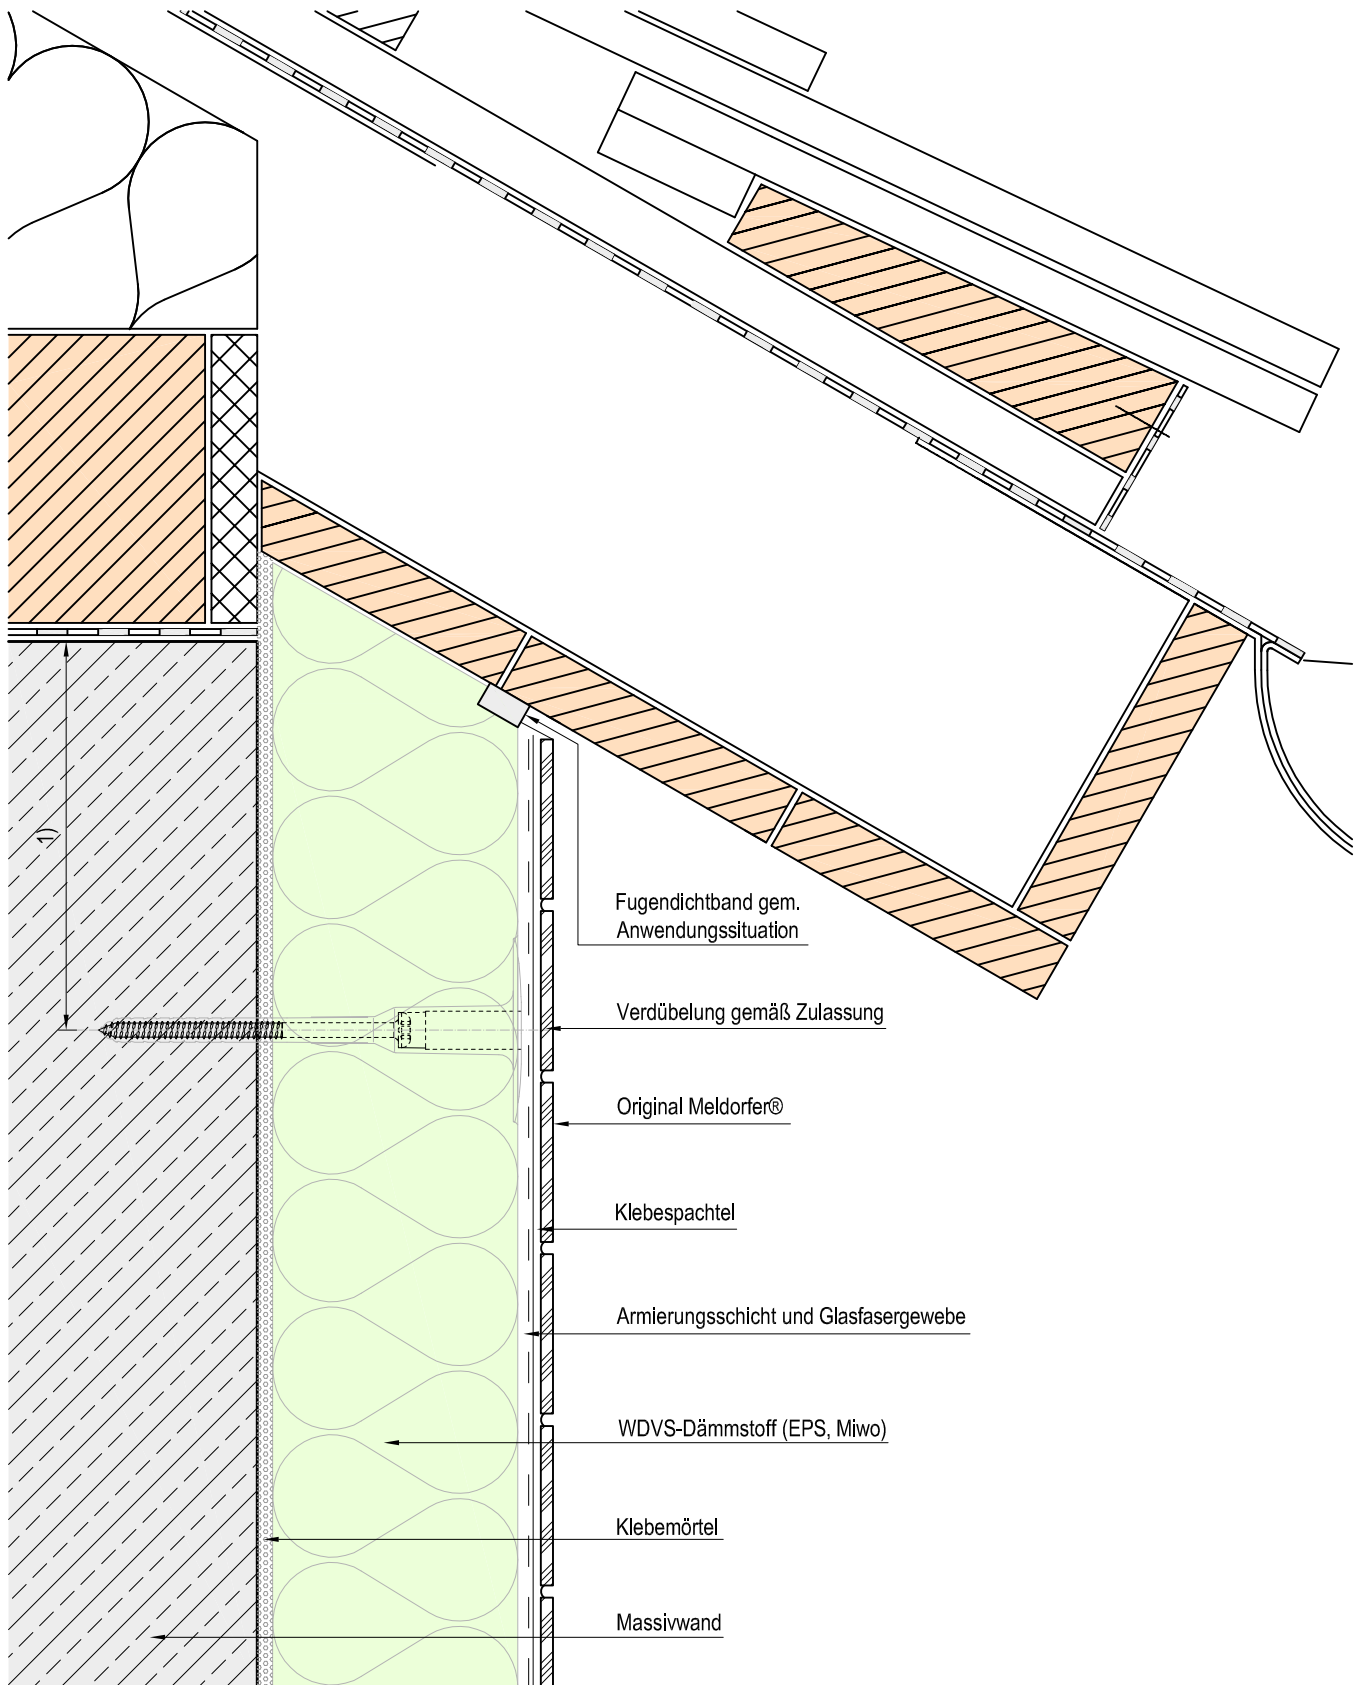 1)
Fugendichtband gem.
Anwendungssituation
Verdübelung gemäß Zulassung
Original Meldorfer®
Klebespachtel
Armierungsschicht und Glasfasergewebe
WDVS-Dämmstoff (EPS, Miwo)
Klebemörtel
Massivwand